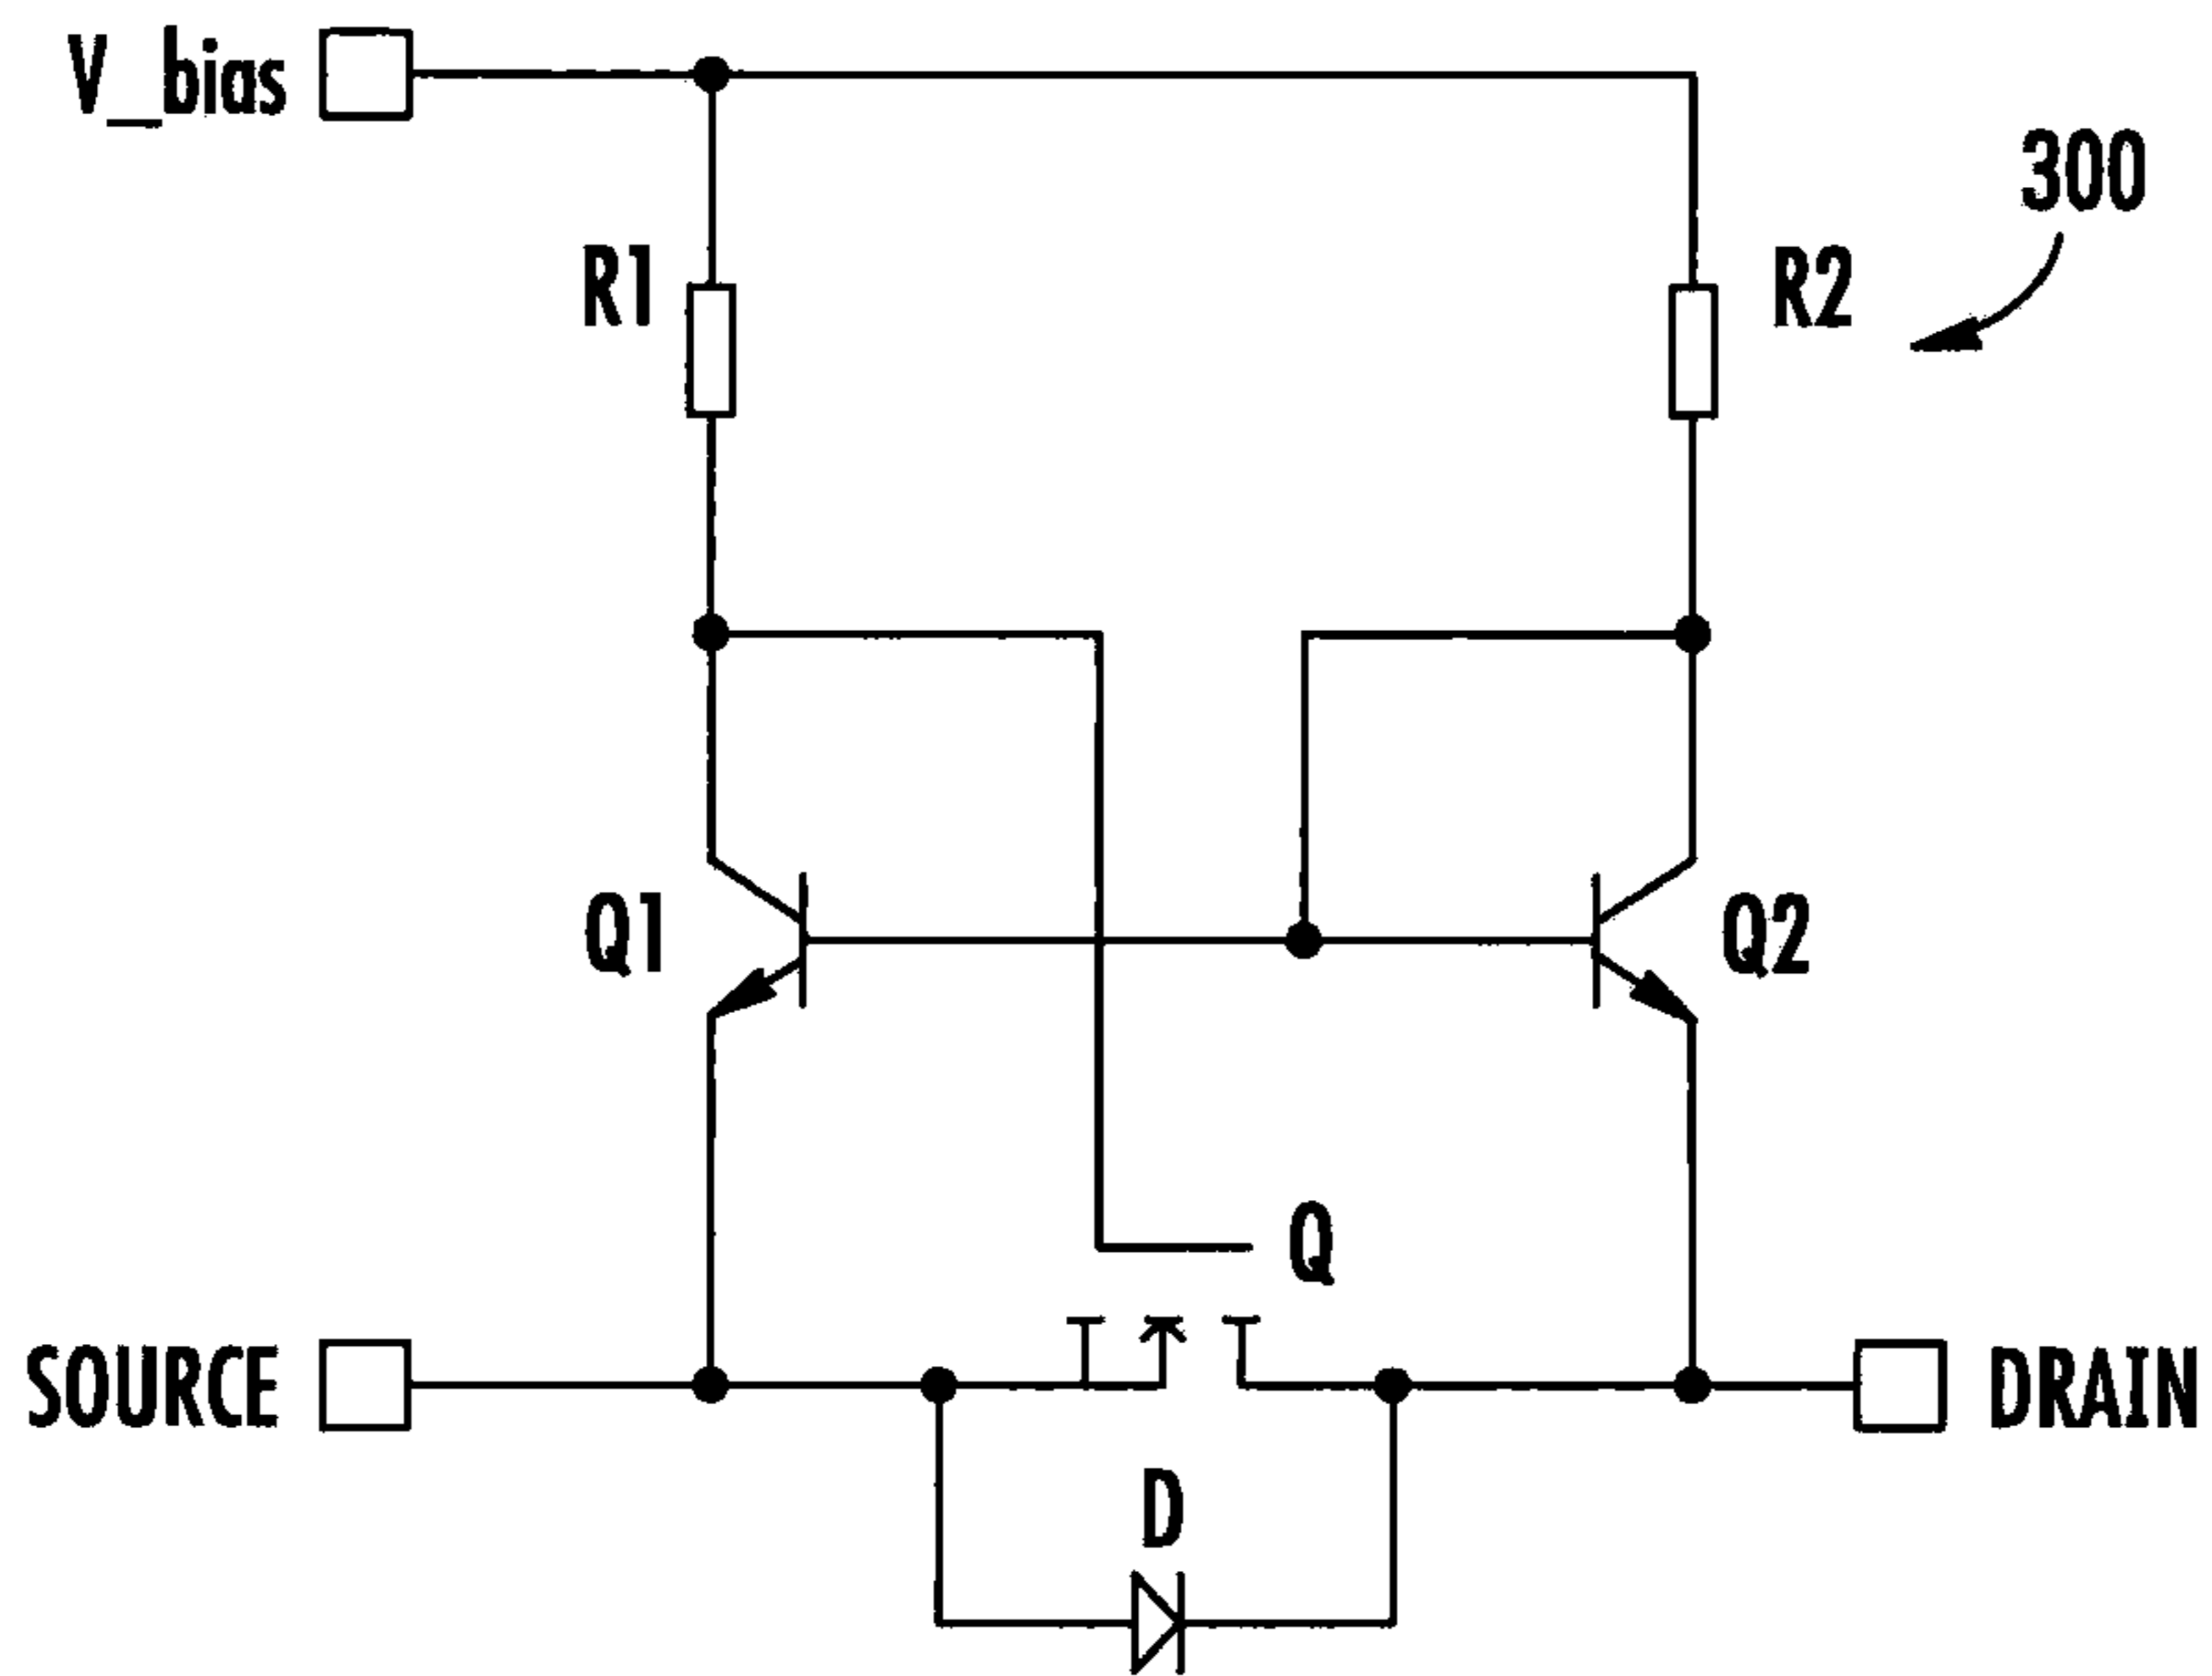 V_bias
300
R1
R2
Q1
Q2
Q
SOURCE
DRAIN
D